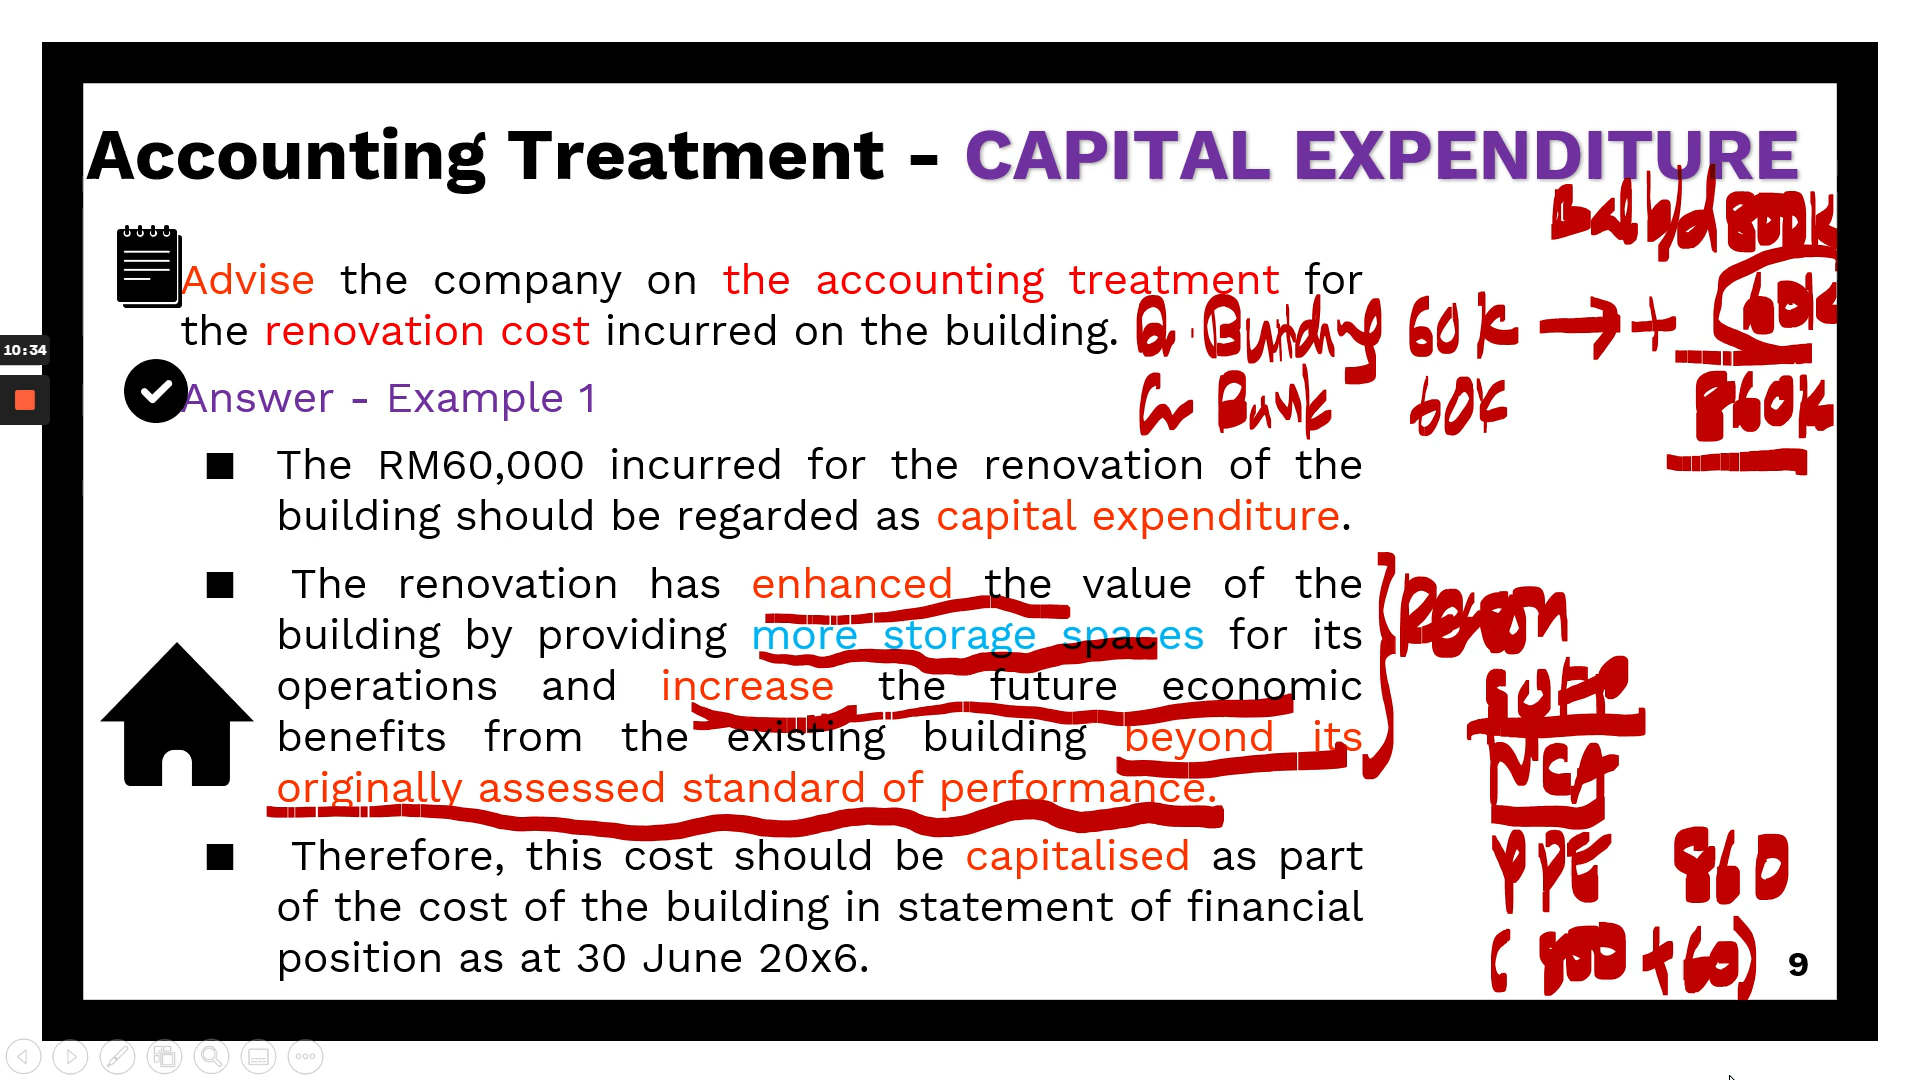 Accounting Treatment - CAPITAL EXPENDITURE
Bal b/d 800k
Advise the company on the accounting treatment for
the renovation cost incurred on the building.
Dr Building 60k → + 60k
Answer - Example 1
Cr Bank 60k
860k
■ The RM60,000 incurred for the renovation of the
building should be regarded as capital expenditure.
■ The renovation has enhanced the value of the
building by providing more storage spaces for its
operations and increase the future economic
benefits from the existing building beyond its
originally assessed standard of performance.
Reason
SOFP
NCA
PPE 860
(800 + 60)
■ Therefore, this cost should be capitalised as part
of the cost of the building in statement of financial
position as at 30 June 20x6.
9
10:34